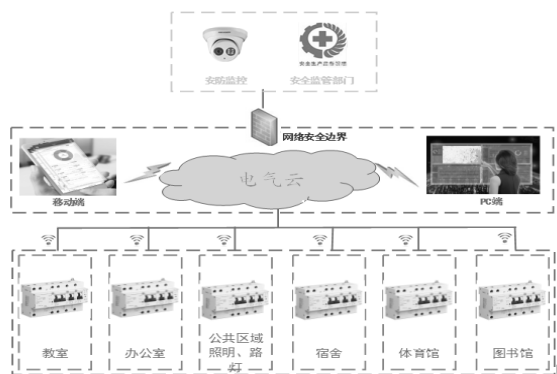 安防监控
安全监管部门
网络安全边界
电气云
移动端
PC端
教室
办公室
公共区域
照明、路
灯
宿舍
体育馆
图书馆